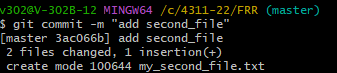 v302@V-302B-12 MINGW64 /c/4311-22/FRR (master)
$ git commit -m "add second_file"
[master 3ac066b] add second_file
 2 files changed, 1 insertion(+)
 create mode 100644 my_second_file.txt